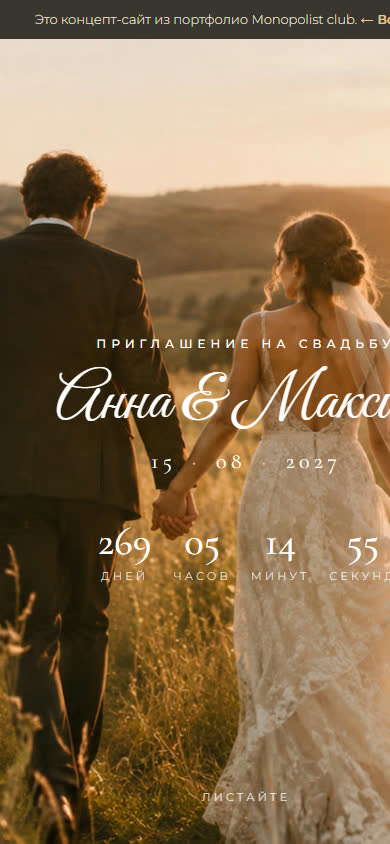 Это концепт-сайт из портфолио Monopolist club. ←
ПРИГЛАШЕНИЕ НА СВАДЬБУ
Анна & Макси
15 · 08 · 2027
269 05 14 55
ДНЕЙ ЧАСОВ МИНУТ СЕКУНД
ЛИСТАЙТЕ